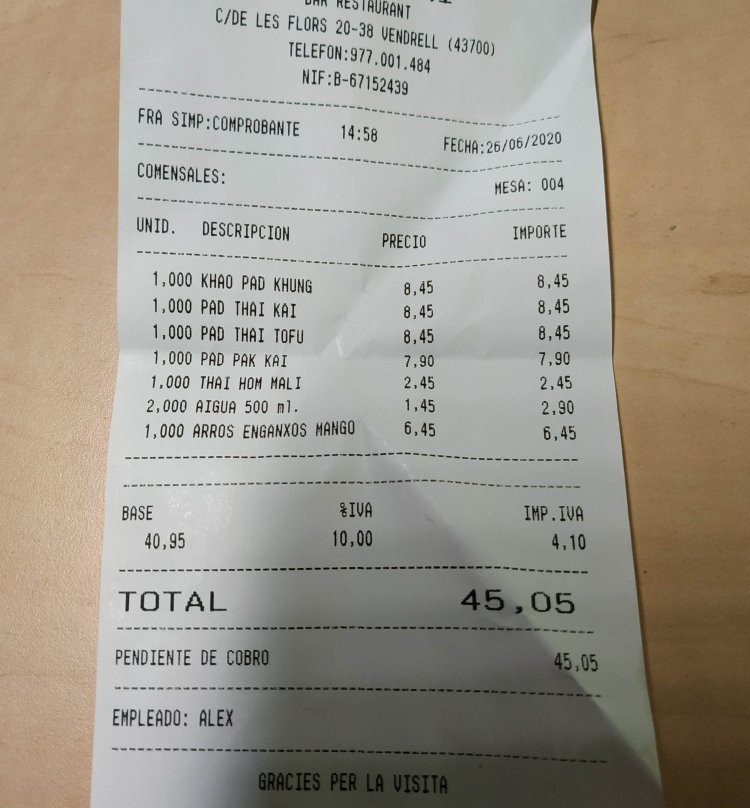 BAR RESTAURANT
C/DE LES FLORS 20-38 VENDRELL (43700)
TELEFON:977.001.484
NIF:B-67152439
FRA SIMP:COMPROBANTE 14:58 FECHA:26/06/2020
COMENSALES: MESA: 004
UNID. DESCRIPCION PRECIO IMPORTE
1,000 KHAO PAD KHUNG 8,45 8,45
1,000 PAD THAI KAI 8,45 8,45
1,000 PAD THAI TOFU 8,45 8,45
1,000 PAD PAK KAI 7,90 7,90
1,000 THAI HOM MALI 2,45 2,45
2,000 AIGUA 500 ml. 1,45 2,90
1,000 ARROS ENGANXOS MANGO 6,45 6,45
BASE %IVA IMP.IVA
40,95 10,00 4,10
TOTAL 45,05
PENDIENTE DE COBRO 45,05
EMPLEADO: ALEX
GRACIES PER LA VISITA